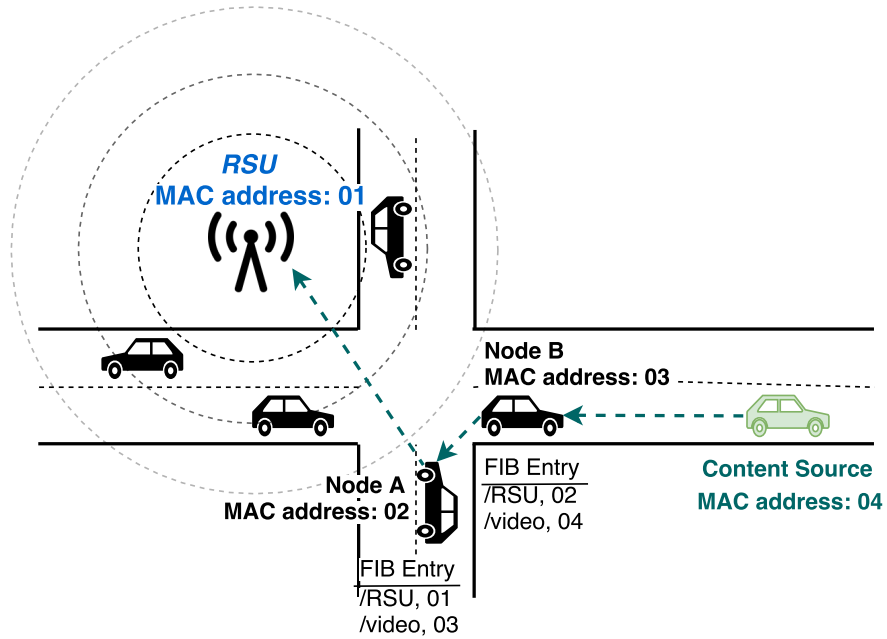 RSU
MAC address: 01
Node B
MAC address: 03
Content Source
MAC address: 04
FIB Entry
/RSU, 02
/video, 04
Node A
MAC address: 02
FIB Entry
/RSU, 01
/video, 03